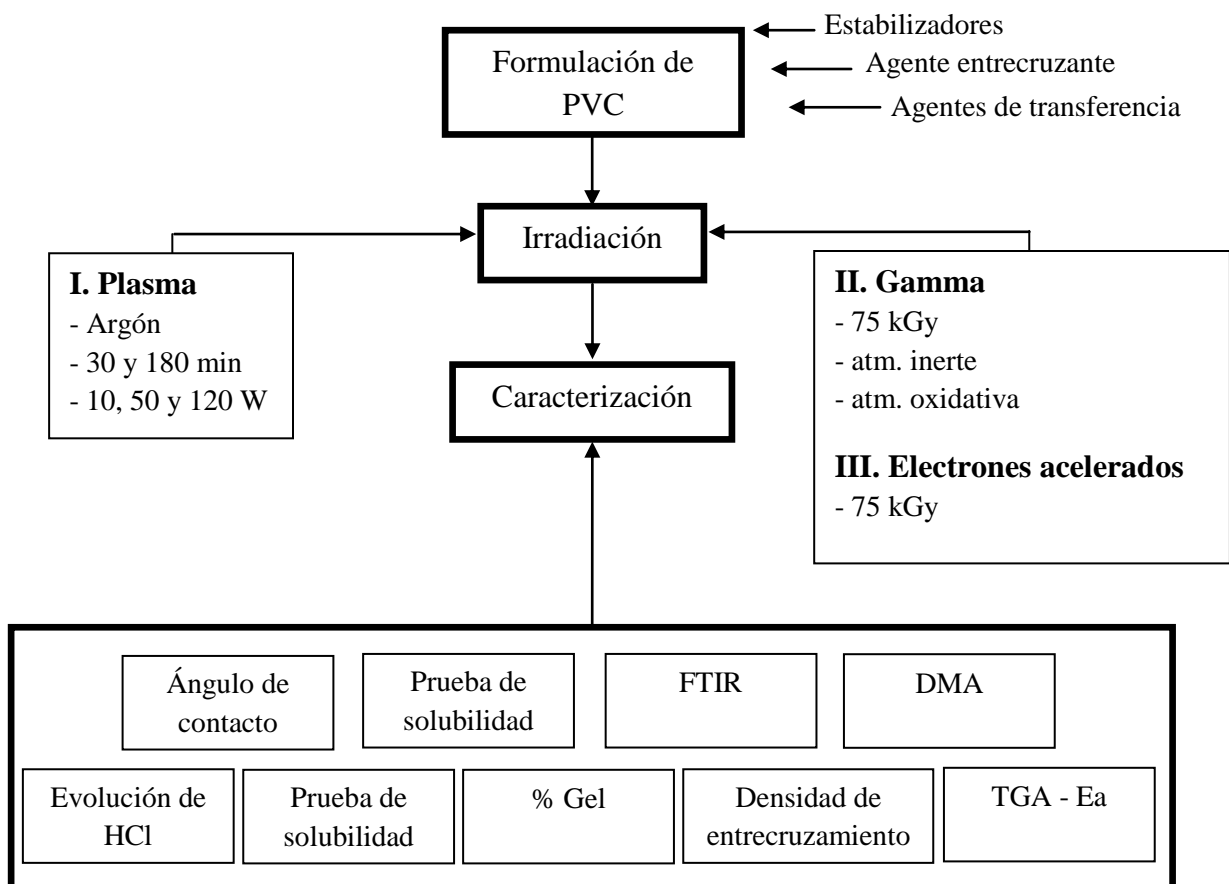 Estabilizadores
Formulación de
PVC
Agente entrecruzante
Agentes de transferencia
Irradiación
I. Plasma
- Argón
- 30 y 180 min
- 10, 50 y 120 W
II. Gamma
- 75 kGy
- atm. inerte
- atm. oxidativa
III. Electrones acelerados
- 75 kGy
Caracterización
Ángulo de
contacto
Prueba de
solubilidad
FTIR
DMA
Evolución de
HCl
Prueba de
solubilidad
% Gel
Densidad de
entrecruzamiento
TGA - Ea